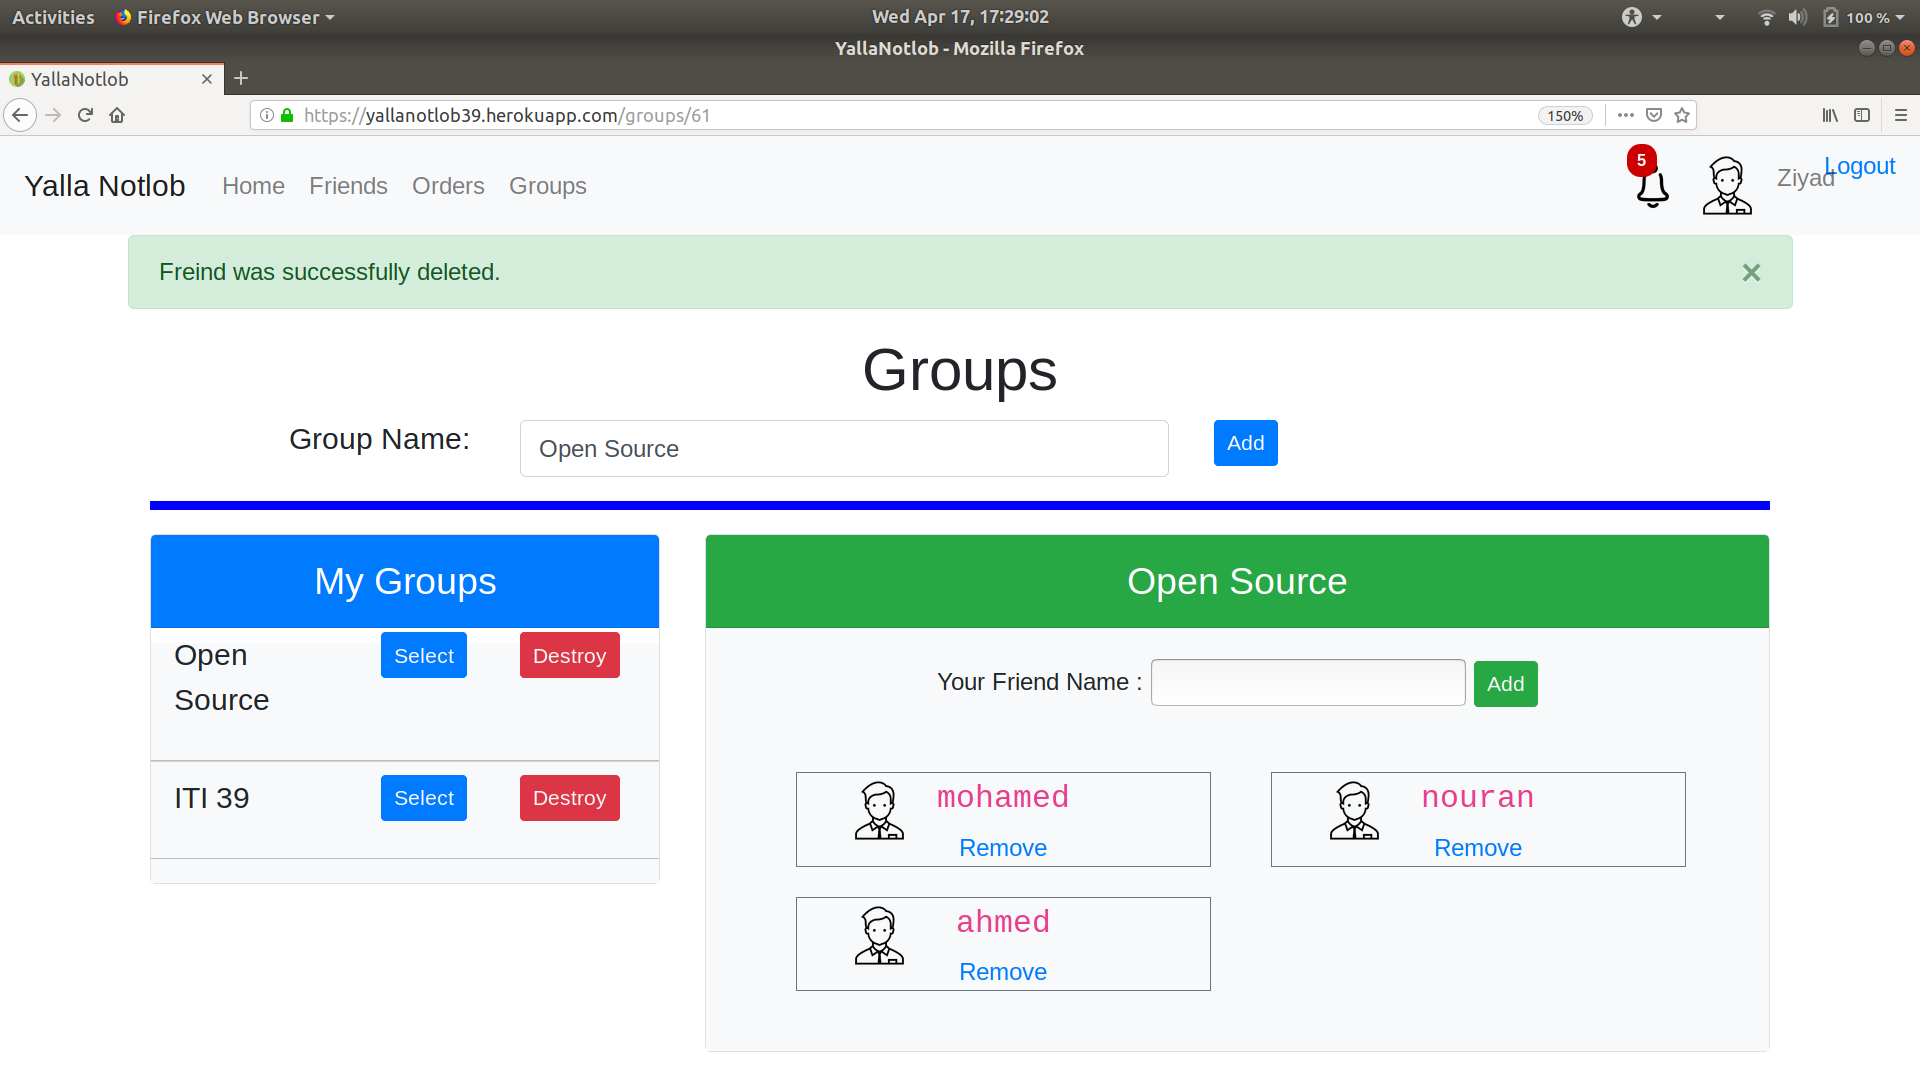 Activities Firefox Web Browser Wed Apr 17, 17:29:02 100 %
YallaNotlob - Mozilla Firefox
YallaNotlob
https://yallanotlob39.herokuapp.com/groups/61 150%
Yalla Notlob Home Friends Orders Groups 5 Ziyad Logout
Freind was successfully deleted. ×
Groups
Group Name: Open Source Add
My Groups
Open Source Select Destroy
ITI 39 Select Destroy
Open Source
Your Friend Name : Add
mohamed
Remove
nouran
Remove
ahmed
Remove